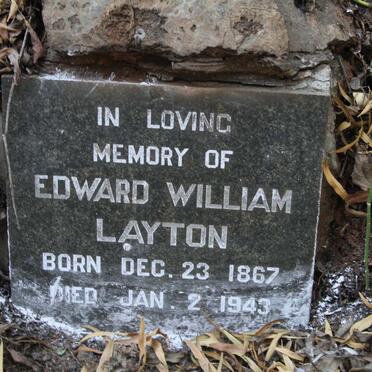 IN LOVING
MEMORY OF
EDWARD WILLIAM
LAYTON
BORN DEC. 23 1867
DIED JAN. 2 1943